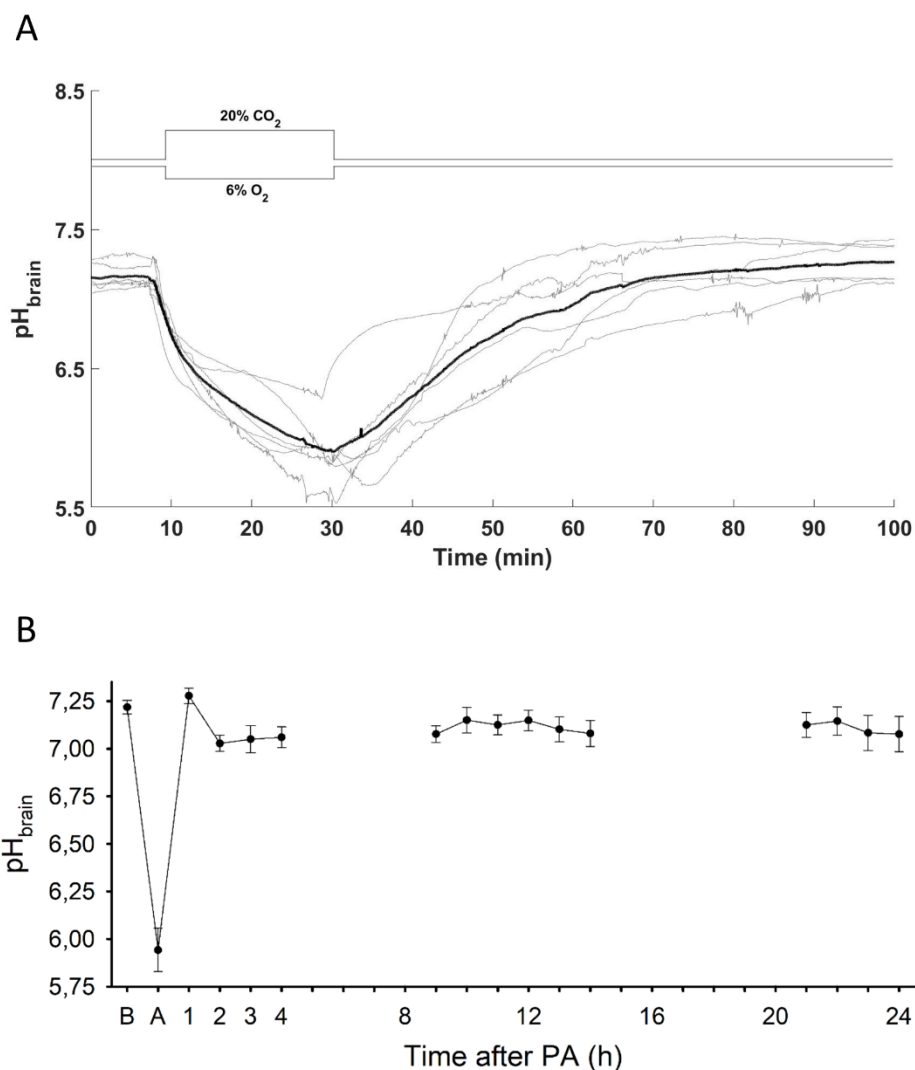 A
8.5
20% CO2
6% O2
7.5
pHbrain
6.5
5.5
0 10 20 30 40 50 60 70 80 90 100
Time (min)
B
7,25
7,00
6,75
6,50
pHbrain
6,25
6,00
5,75
B A 1 2 3 4 8 12 16 20 24
Time after PA (h)